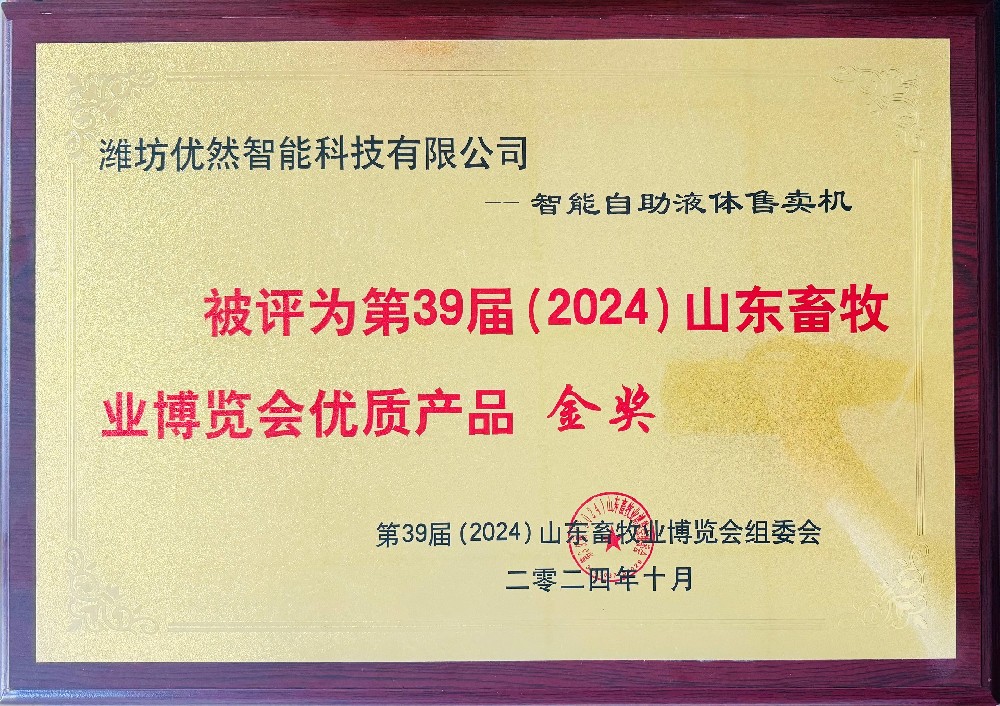 潍坊优然智能科技有限公司
-- 智能自助液体售卖机
被评为第39届(2024)山东畜牧
业博览会优质产品 金奖
第39届(2024)山东畜牧业博览会组委会
二零二四年十月